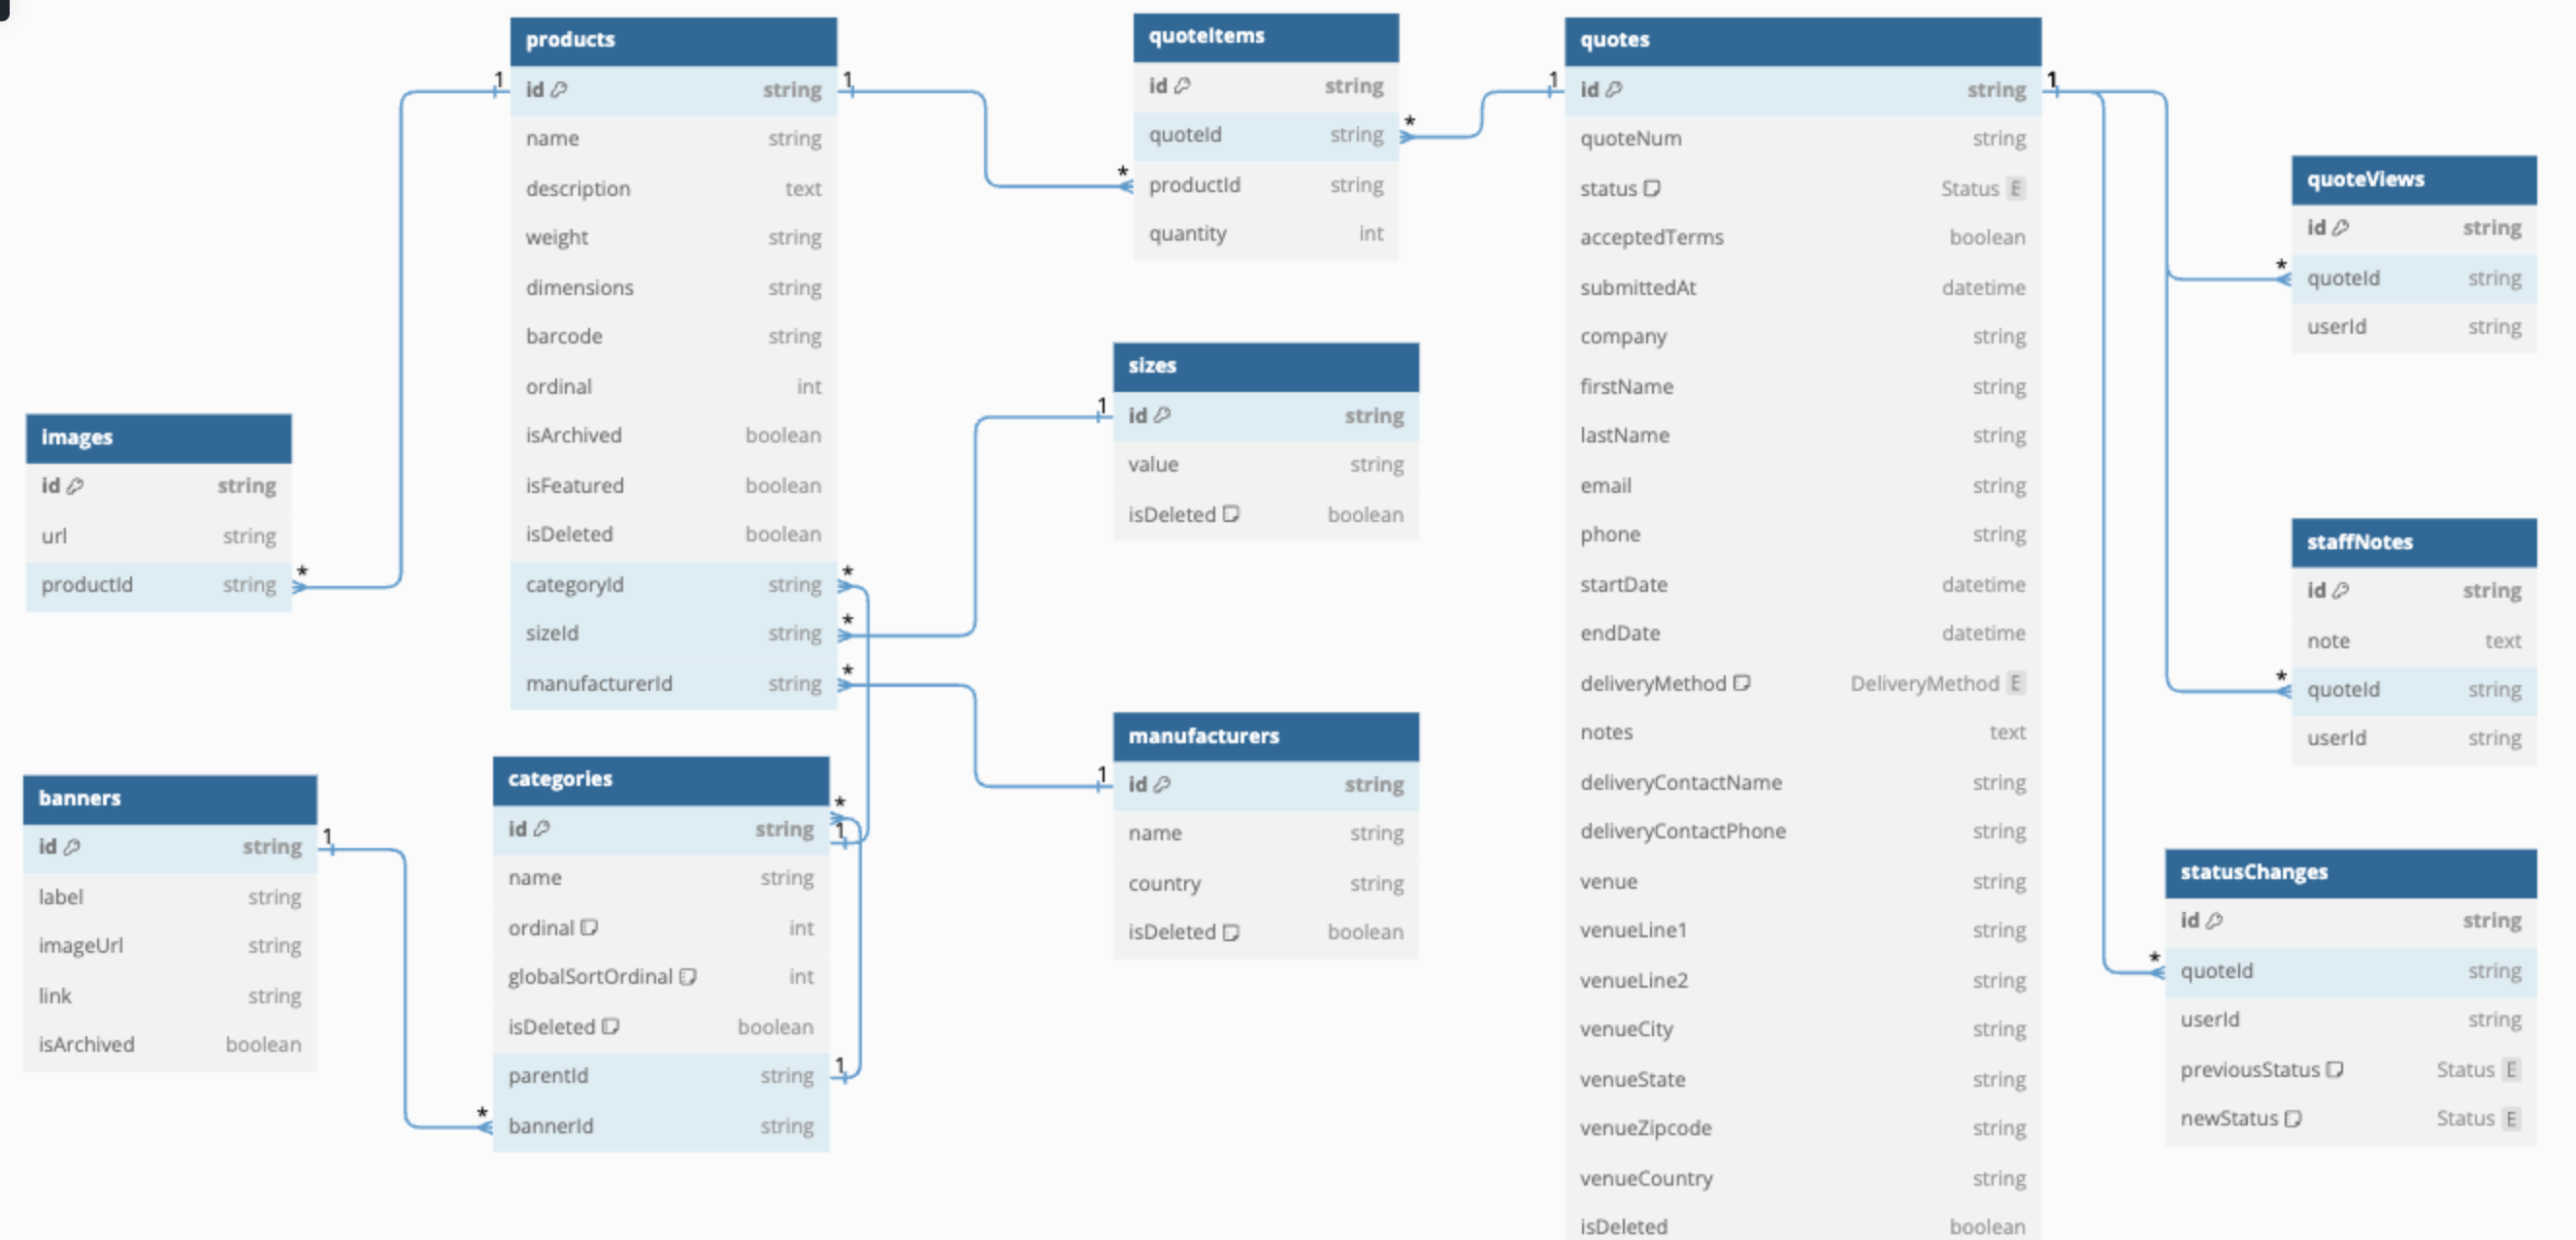 products
id string
name string
description text
weight string
dimensions string
barcode string
ordinal int
isArchived boolean
isFeatured boolean
isDeleted boolean
categoryId string
sizeId string
manufacturerId string
1
1
*
*
*
quoteItems
id string
quoteId string
productId string
quantity int
*
*
quotes
id string
quoteNum string
status Status E
acceptedTerms boolean
submittedAt datetime
company string
firstName string
lastName string
email string
phone string
startDate datetime
endDate datetime
deliveryMethod DeliveryMethod E
notes text
deliveryContactName string
deliveryContactPhone string
venue string
venueLine1 string
venueLine2 string
venueCity string
venueState string
venueZipcode string
venueCountry string
isDeleted boolean
1
1
quoteViews
id string
quoteId string
userId string
*
images
id string
url string
productId string
*
sizes
id string
value string
isDeleted boolean
1
staffNotes
id string
note text
quoteId string
userId string
*
banners
id string
label string
imageUrl string
link string
isArchived boolean
1
categories
id string
name string
ordinal int
globalSortOrdinal int
isDeleted boolean
parentId string
bannerId string
*
1
1
*
manufacturers
id string
name string
country string
isDeleted boolean
1
statusChanges
id string
quoteId string
userId string
previousStatus Status E
newStatus Status E
*